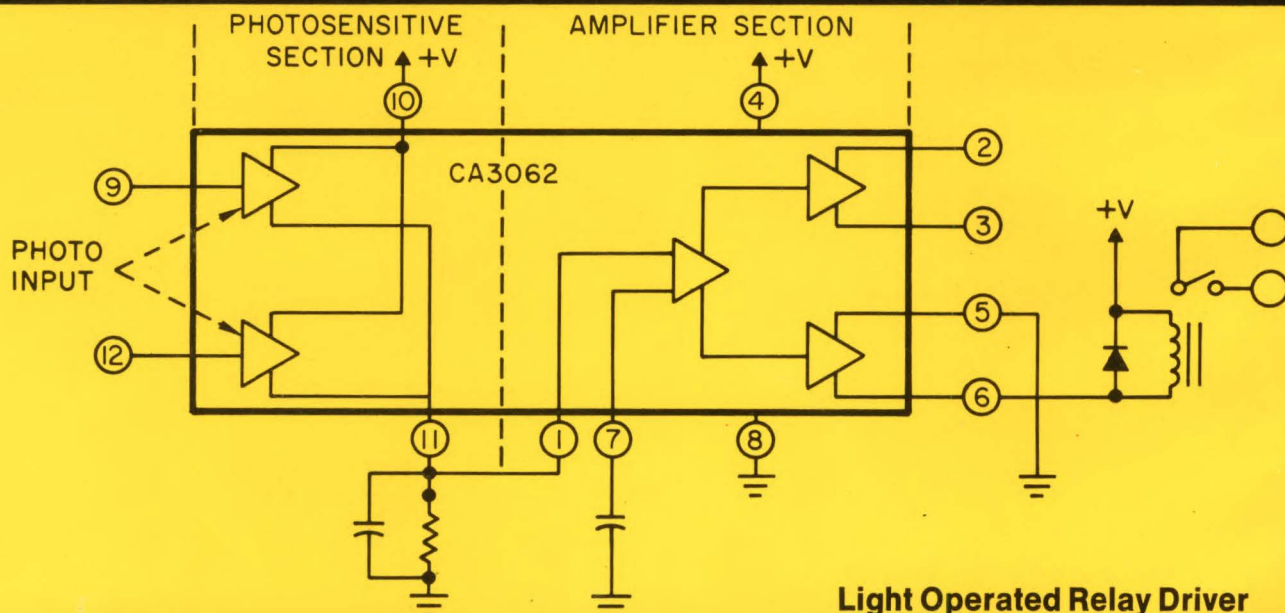 PHOTOSENSITIVE
SECTION
+V
AMPLIFIER SECTION
+V
10
4
CA3062
9
2
3
PHOTO
INPUT
+V
5
12
6
11
1
7
8
Light Operated Relay Driver